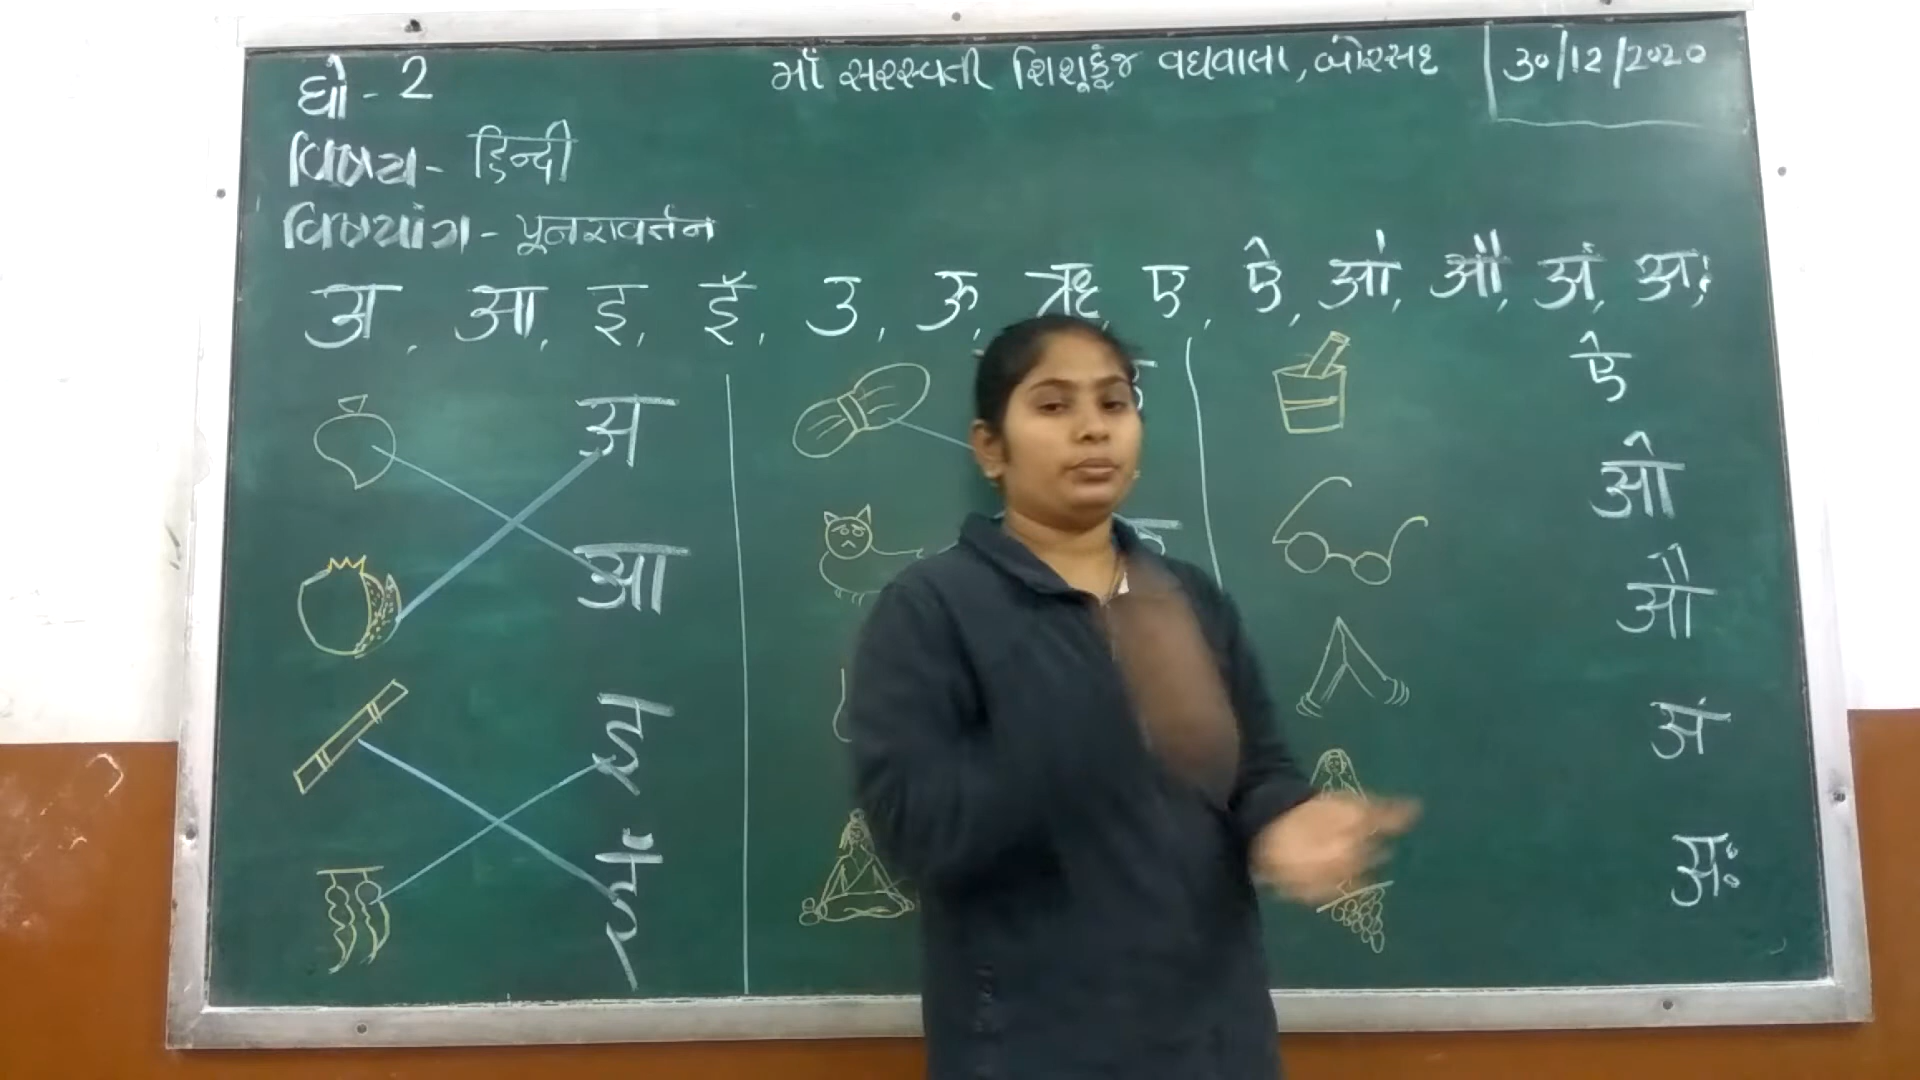 ધો - 2
માઁ સરસ્વતી શિશુકુંજ વઘવાલા, બોરસદ
30/12/2020
વિષય - हिन्दी
વિષયાંગ - पूनरावर्तन
अ, आ, इ, ई, उ, ऊ, ऋ, ए, ऐ, ओ, औ, अं, अः
अ
आ
इ
ई
ऐ
ओ
औ
अं
अः